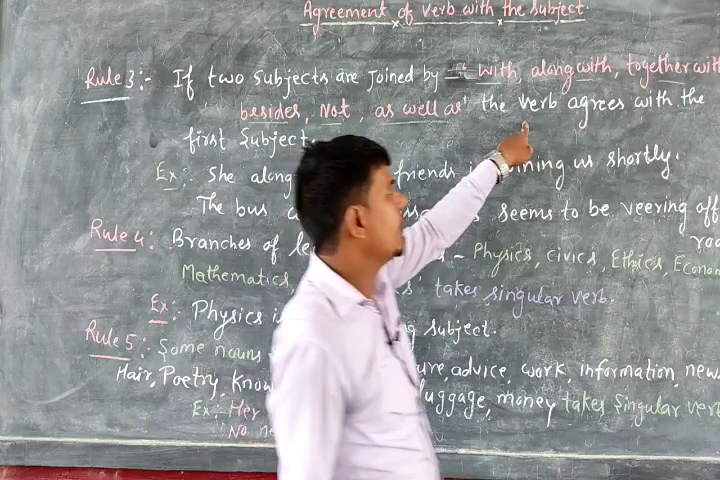 Agreement of verb with the subject.
Rule 3:- If two subjects are joined by - 'with, along with, together with
besides, Not, as well as' the verb agrees with the
first subject.
Ex:. She along friends is joining us shortly.
The bus seems to be veering off
Rule 4: Branches of - Physics, civics, Ethics, Econom
Mathematics, takes singular verb.
Ex:. Physics is subject.
Rule 5: Some nouns
Hair, Poetry, Know advice, work, information, news
luggage, money takes singular verb
Ex:. Her
No